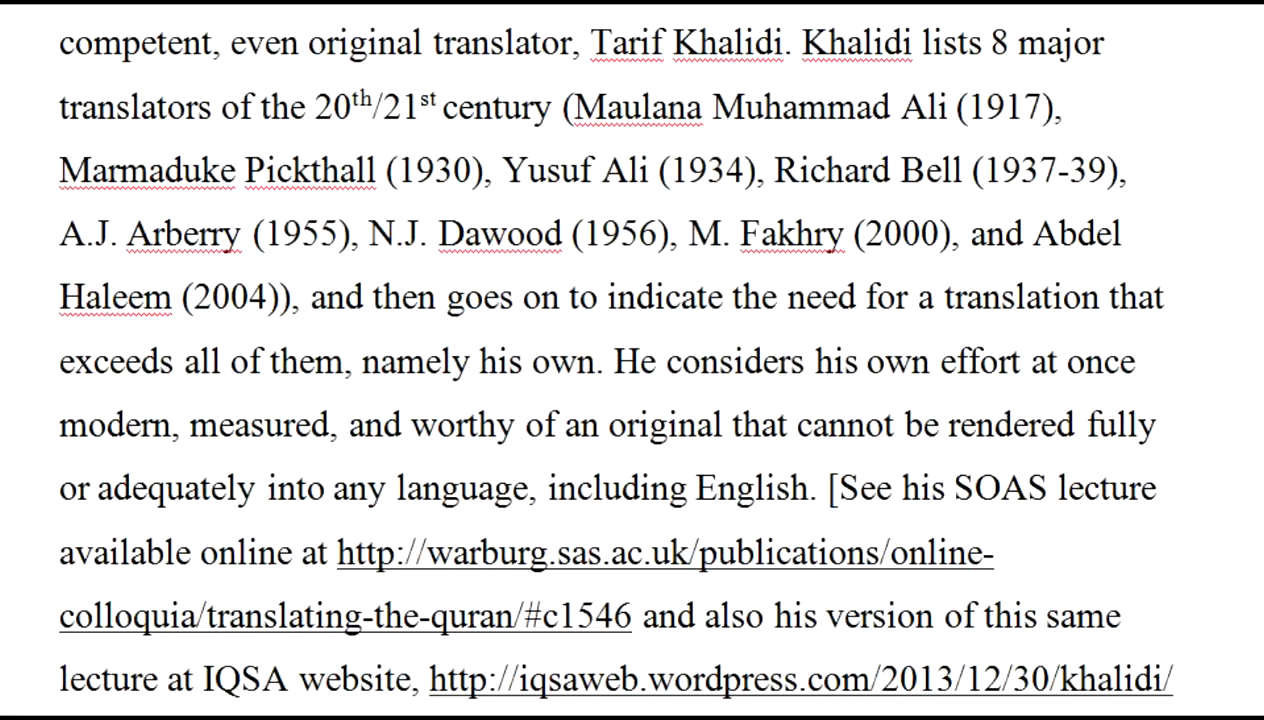 competent, even original translator, Tarif Khalidi. Khalidi lists 8 major
translators of the 20th/21st century (Maulana Muhammad Ali (1917),
Marmaduke Pickthall (1930), Yusuf Ali (1934), Richard Bell (1937-39),
A.J. Arberry (1955), N.J. Dawood (1956), M. Fakhry (2000), and Abdel
Haleem (2004)), and then goes on to indicate the need for a translation that
exceeds all of them, namely his own. He considers his own effort at once
modern, measured, and worthy of an original that cannot be rendered fully
or adequately into any language, including English. [See his SOAS lecture
available online at http://warburg.sas.ac.uk/publications/online-
colloquia/translating-the-quran/#c1546 and also his version of this same
lecture at IQSA website, http://iqsaweb.wordpress.com/2013/12/30/khalidi/